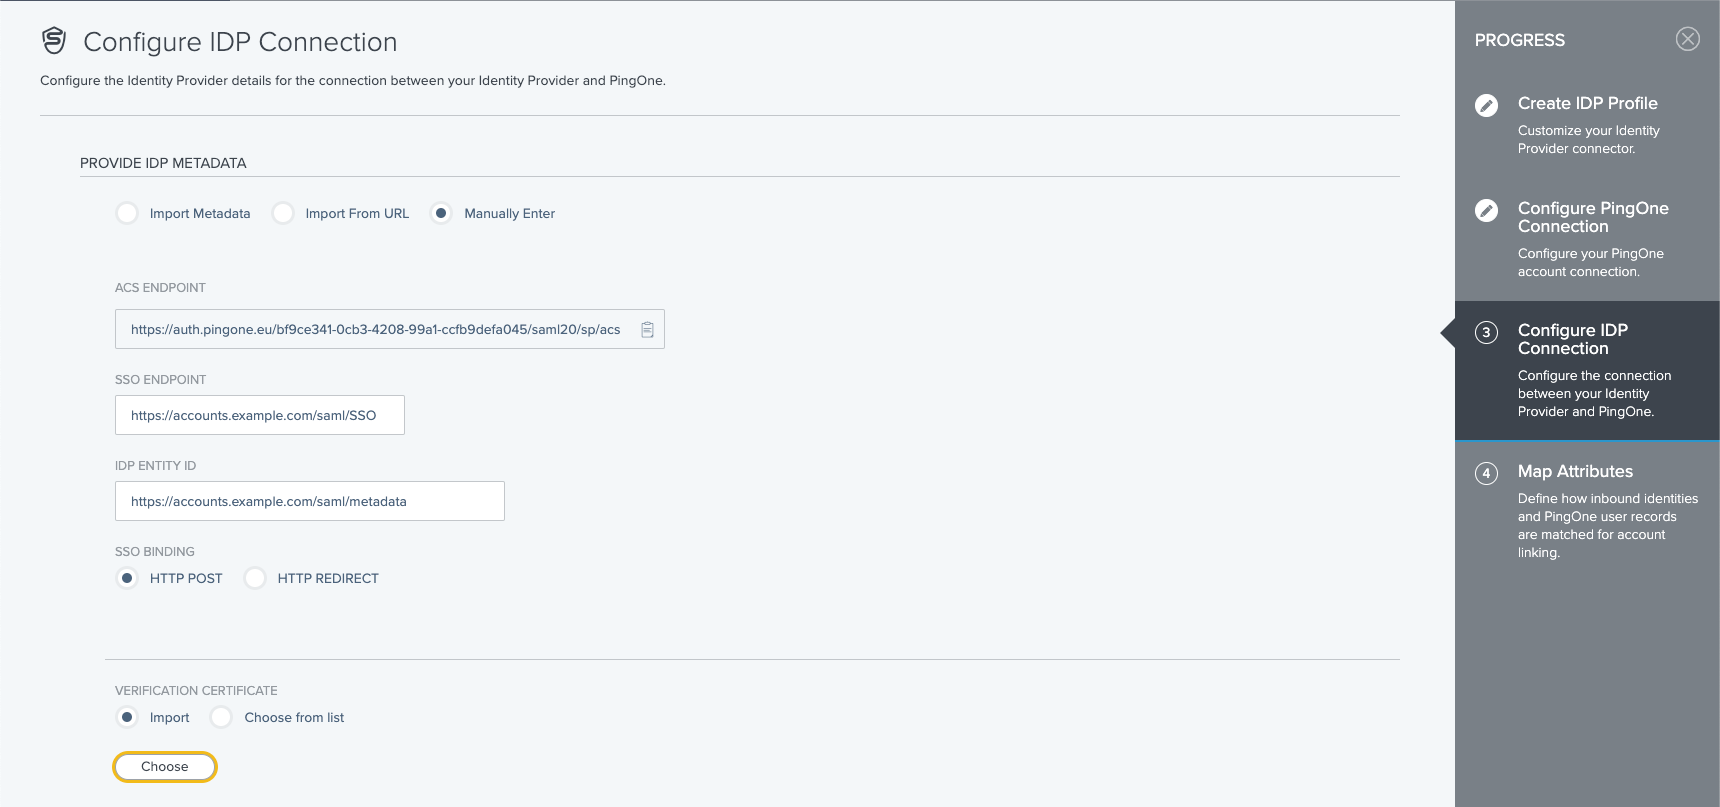 Configure IDP Connection
Configure the Identity Provider details for the connection between your Identity Provider and PingOne.
PROVIDE IDP METADATA
Import Metadata Import From URL Manually Enter
ACS ENDPOINT
https://auth.pingone.eu/bf9ce341-0cb3-4208-99a1-ccfb9defa045/saml20/sp/acs
SSO ENDPOINT
https://accounts.example.com/saml/SSO
IDP ENTITY ID
https://accounts.example.com/saml/metadata
SSO BINDING
HTTP POST HTTP REDIRECT
VERIFICATION CERTIFICATE
Import Choose from list
Choose
PROGRESS
Create IDP Profile
Customize your Identity
Provider connector.
Configure PingOne
Connection
Configure your PingOne
account connection.
3 Configure IDP
Connection
Configure the connection
between your Identity
Provider and PingOne.
4 Map Attributes
Define how inbound identities
and PingOne user records
are matched for account
linking.